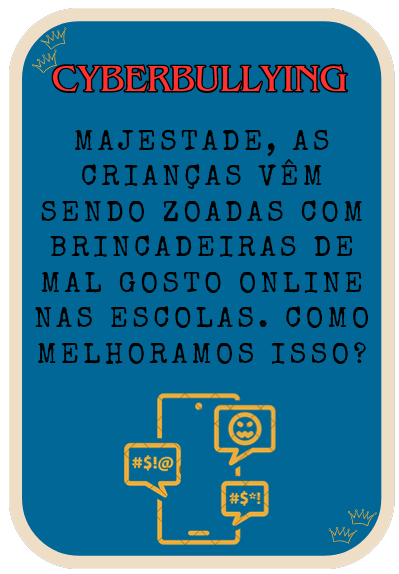 CYBERBULLYING
MAJESTADE, AS
CRIANÇAS VÊM
SENDO ZOADAS COM
BRINCADEIRAS DE
MAL GOSTO ONLINE
NAS ESCOLAS. COMO
MELHORAMOS ISSO?
#$!@
#$*!